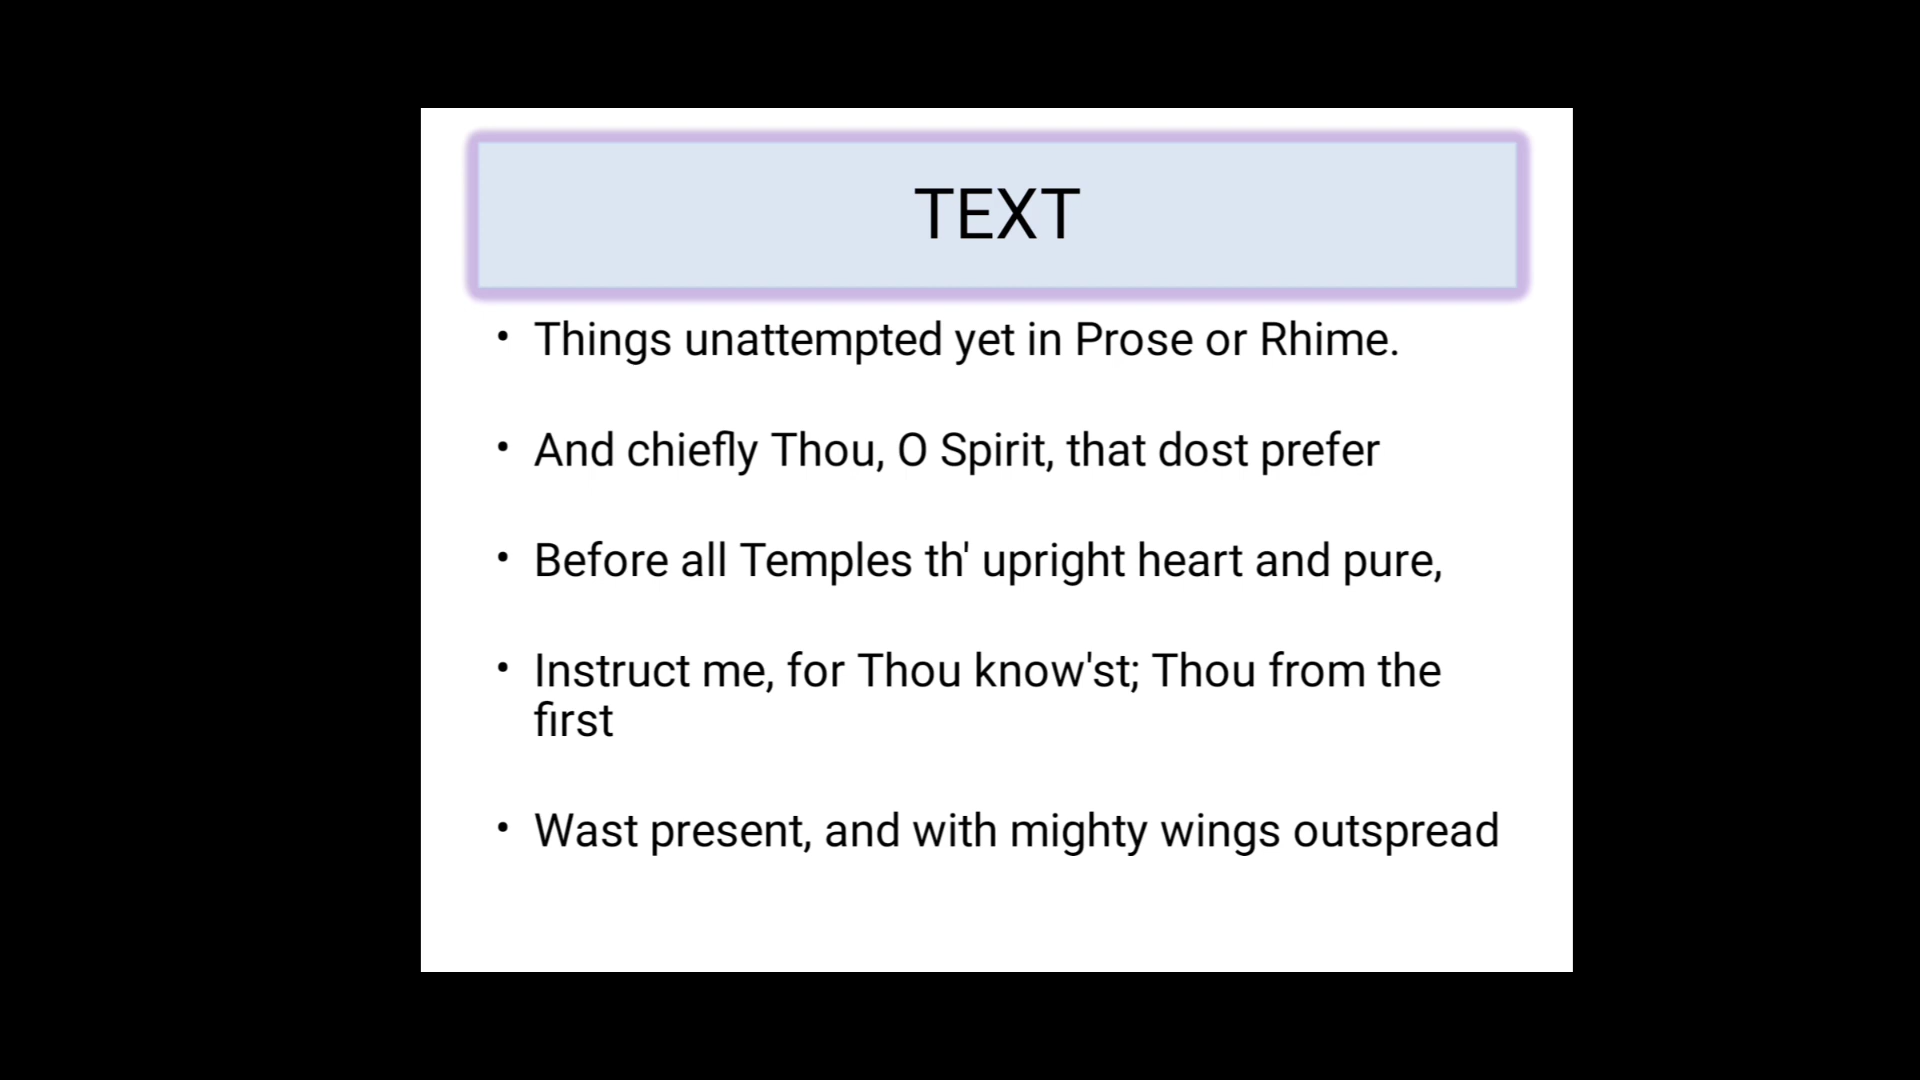 TEXT
• Things unattempted yet in Prose or Rhime.
• And chiefly Thou, O Spirit, that dost prefer
• Before all Temples th' upright heart and pure,
• Instruct me, for Thou know'st; Thou from the
first
• Wast present, and with mighty wings outspread